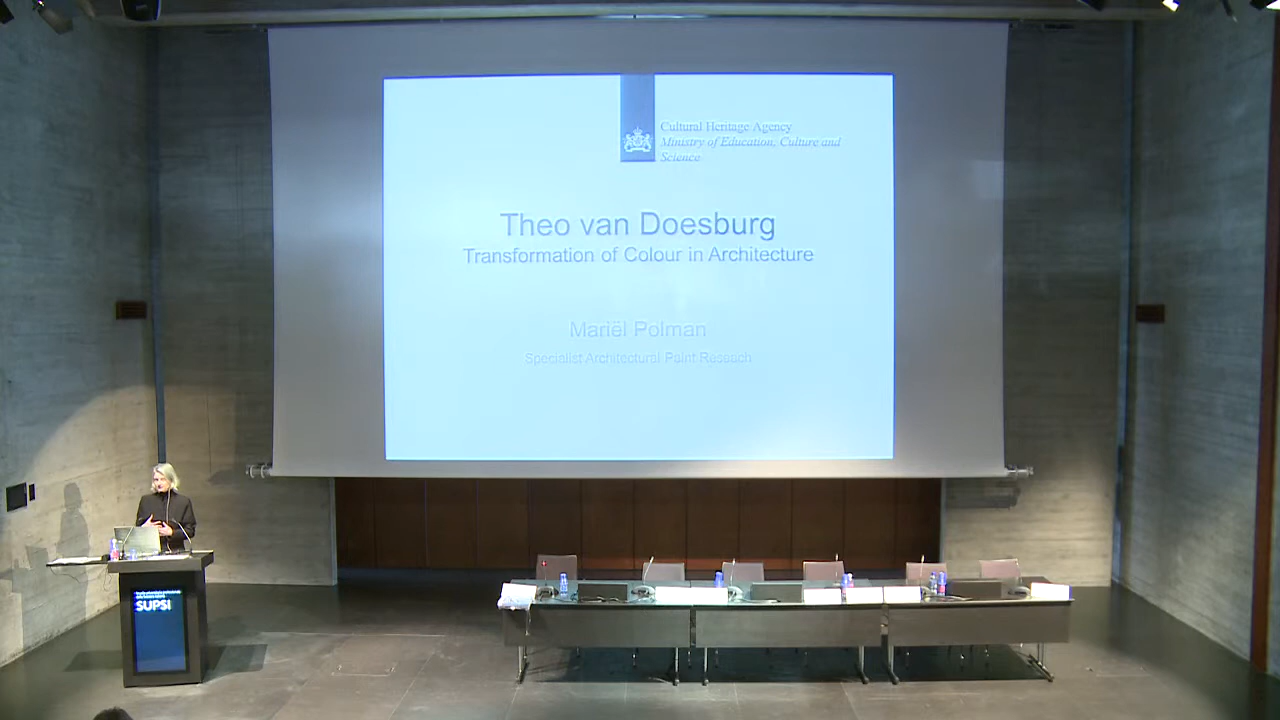 Cultural Heritage Agency
Ministry of Education, Culture and
Science
Theo van Doesburg
Transformation of Colour in Architecture
Mariël Polman
Specialist Architectural Paint Reseach
SUPSI